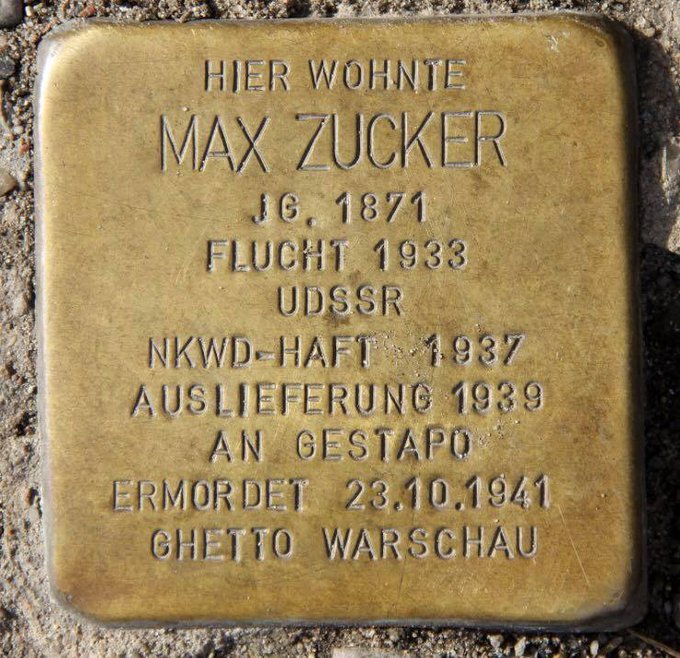 HIER WOHNTE
MAX ZUCKER
JG. 1871
FLUCHT 1933
UDSSR
NKWD-HAFT 1937
AUSLIEFERUNG 1939
AN GESTAPO
ERMORDET 23.10.1941
GHETTO WARSCHAU